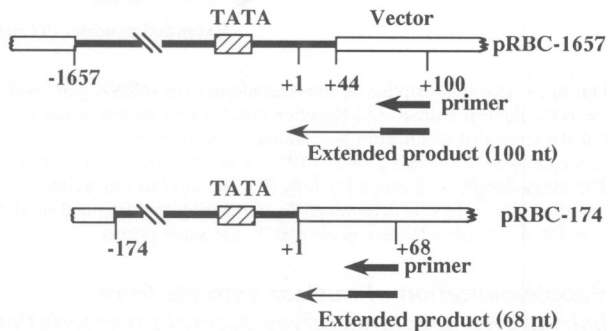 TATA Vector
pRBC-1657
-1657 +1 +44 +100
primer
Extended product (100 nt)
TATA
pRBC-174
-174 +1 +68
primer
Extended product (68 nt)